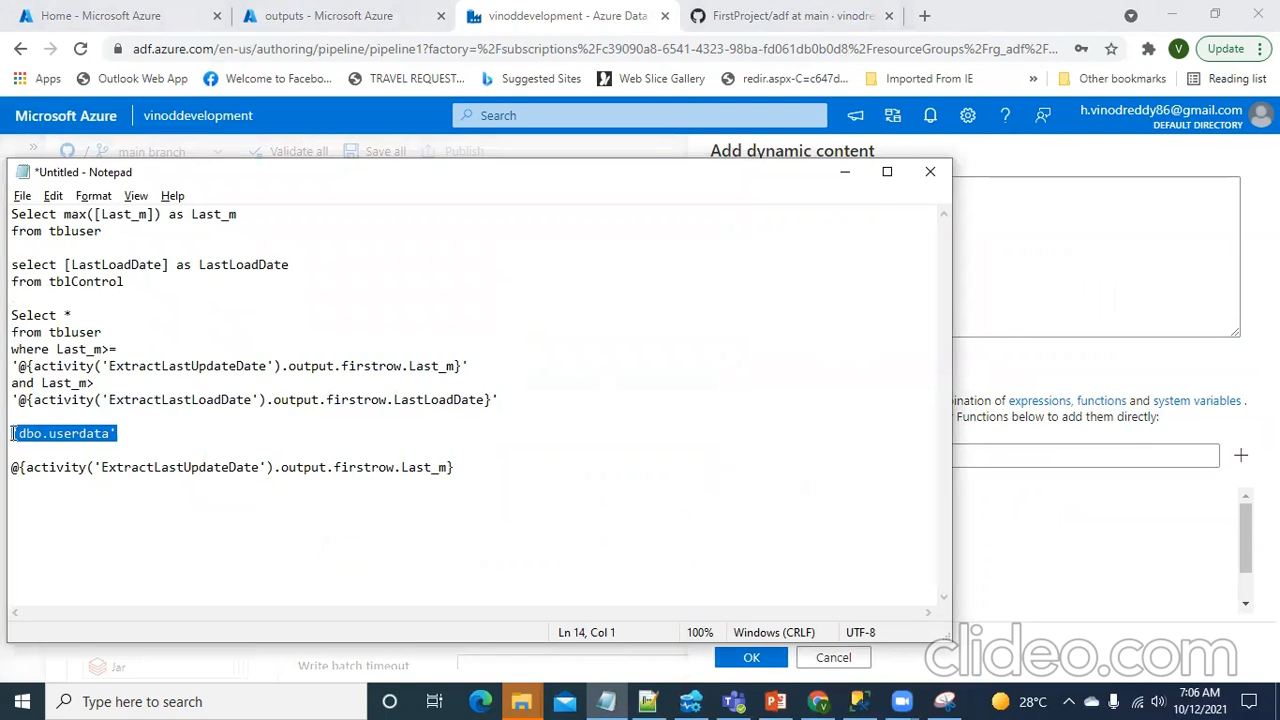 Home - Microsoft Azure
outputs - Microsoft Azure
vinoddevelopment - Azure Data
FirstProject/adf at main · vinodre
adf.azure.com/en-us/authoring/pipeline/pipeline1?factory=%2Fsubscriptions%2Fc39090a8-6541-4323-98ba-fd061db0b0d8%2FresourceGroups%2Frg_adf%2F...
V
Update
Apps
Outlook Web App
Welcome to Facebo...
TRAVEL REQUEST...
Suggested Sites
Web Slice Gallery
redir.aspx-C=c647d...
Imported From IE
»
Other bookmarks
Reading list
Microsoft Azure
vinoddevelopment
Search
h.vinodreddy86@gmail.com
DEFAULT DIRECTORY
main branch
Validate all
Save all
Publish
Add dynamic content
*Untitled - Notepad
File Edit Format View Help
Select max([Last_m]) as Last_m
from tbluser
select [LastLoadDate] as LastLoadDate
from tblControl
Select *
from tbluser
where Last_m>=
'@{activity('ExtractLastUpdateDate').output.firstrow.Last_m}'
and Last_m>
'@{activity('ExtractLastLoadDate').output.firstrow.LastLoadDate}'
'dbo.userdata'
@{activity('ExtractLastUpdateDate').output.firstrow.Last_m}
ombination of expressions, functions and system variables .
Functions below to add them directly:
Ln 14, Col 1
100%
Windows (CRLF)
UTF-8
Jar
Write batch timeout
OK
Cancel
clideo.com
Type here to search
28°C
7:06 AM
10/12/2021